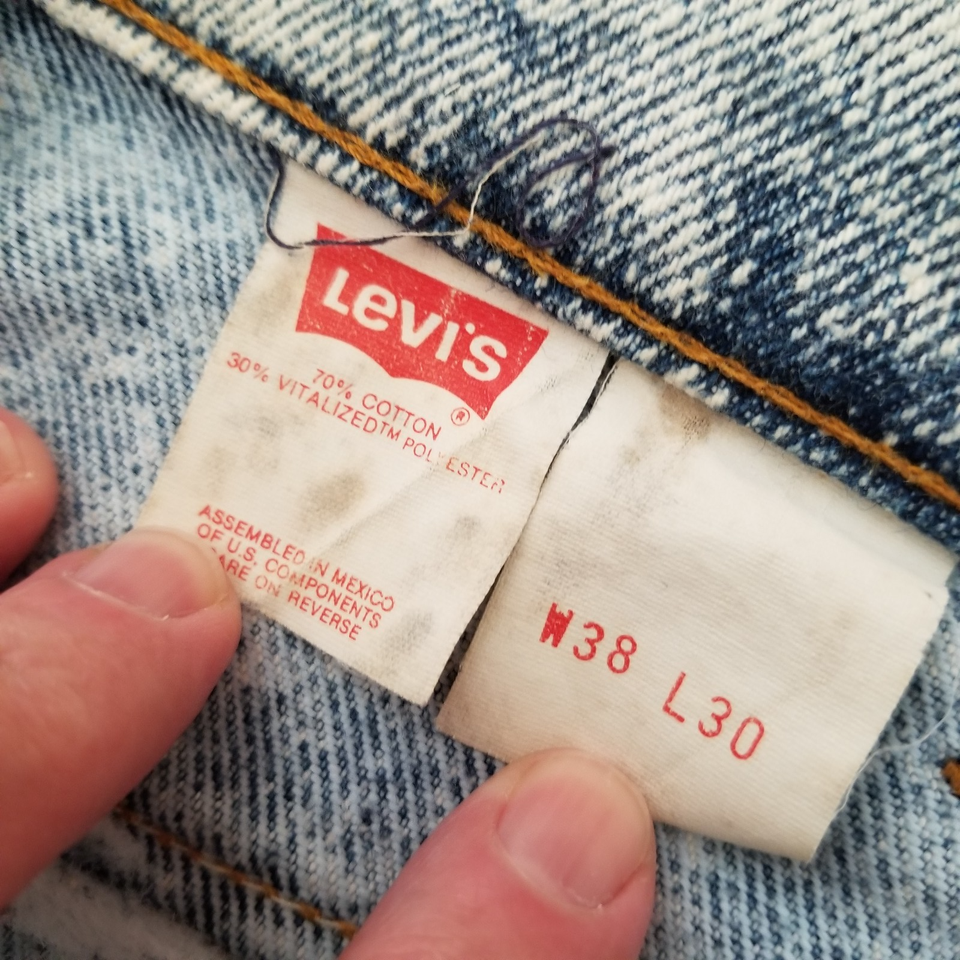 Levi's
®
70% COTTON
30% VITALIZEDTM POLYESTER
ASSEMBLED IN MEXICO
OF U.S. COMPONENTS
CARE ON REVERSE
W38 L30